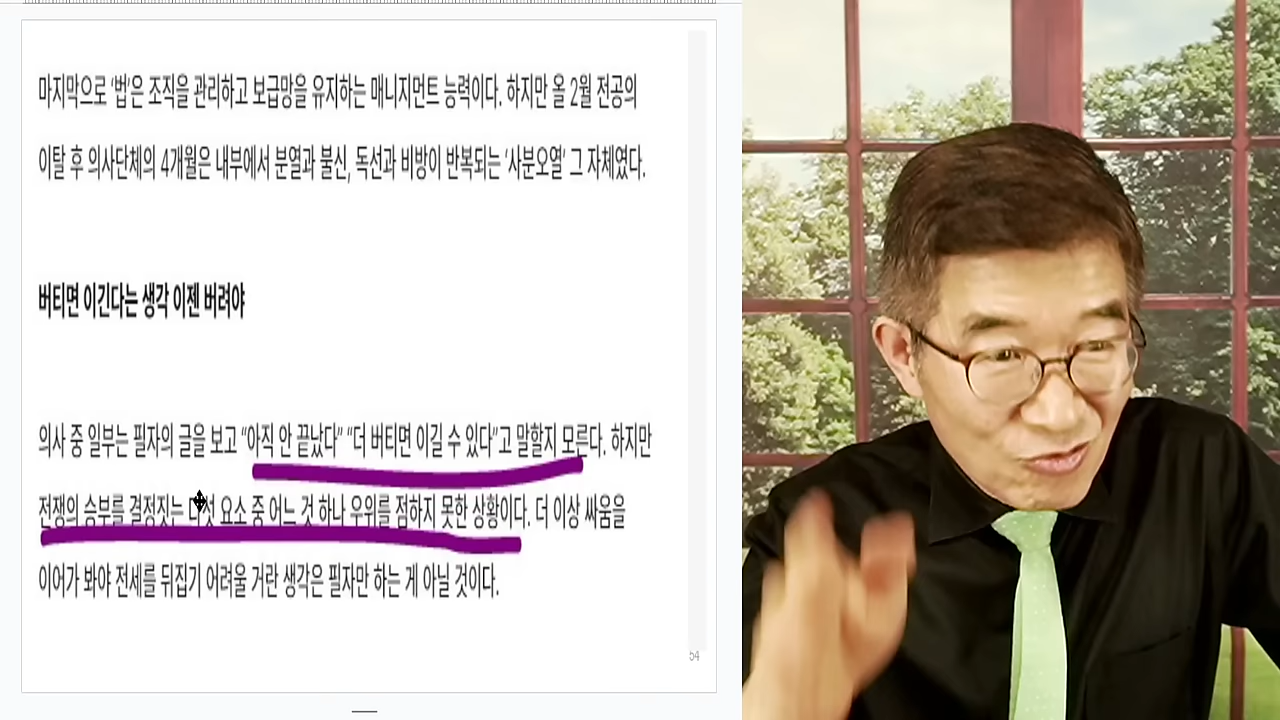 마지막으로 '법'은 조직을 관리하고 보급망을 유지하는 매니지먼트 능력이다. 하지만 올 2월 전공의
이탈 후 의사단체의 4개월은 내부에서 분열과 불신, 독선과 비방이 반복되는 '사분오열' 그 자체였다.
버티면 이긴다는 생각 이젠 버려야
의사 중 일부는 필자의 글을 보고 “아직 안 끝났다” “더 버티면 이길 수 있다”고 말할지 모른다. 하지만
전쟁의 승부를 결정짓는 다섯 요소 중 어느 것 하나 우위를 점하지 못한 상황이다. 더 이상 싸움을
이어가 봐야 전세를 뒤집기 어려울 거란 생각은 필자만 하는 게 아닐 것이다.
54